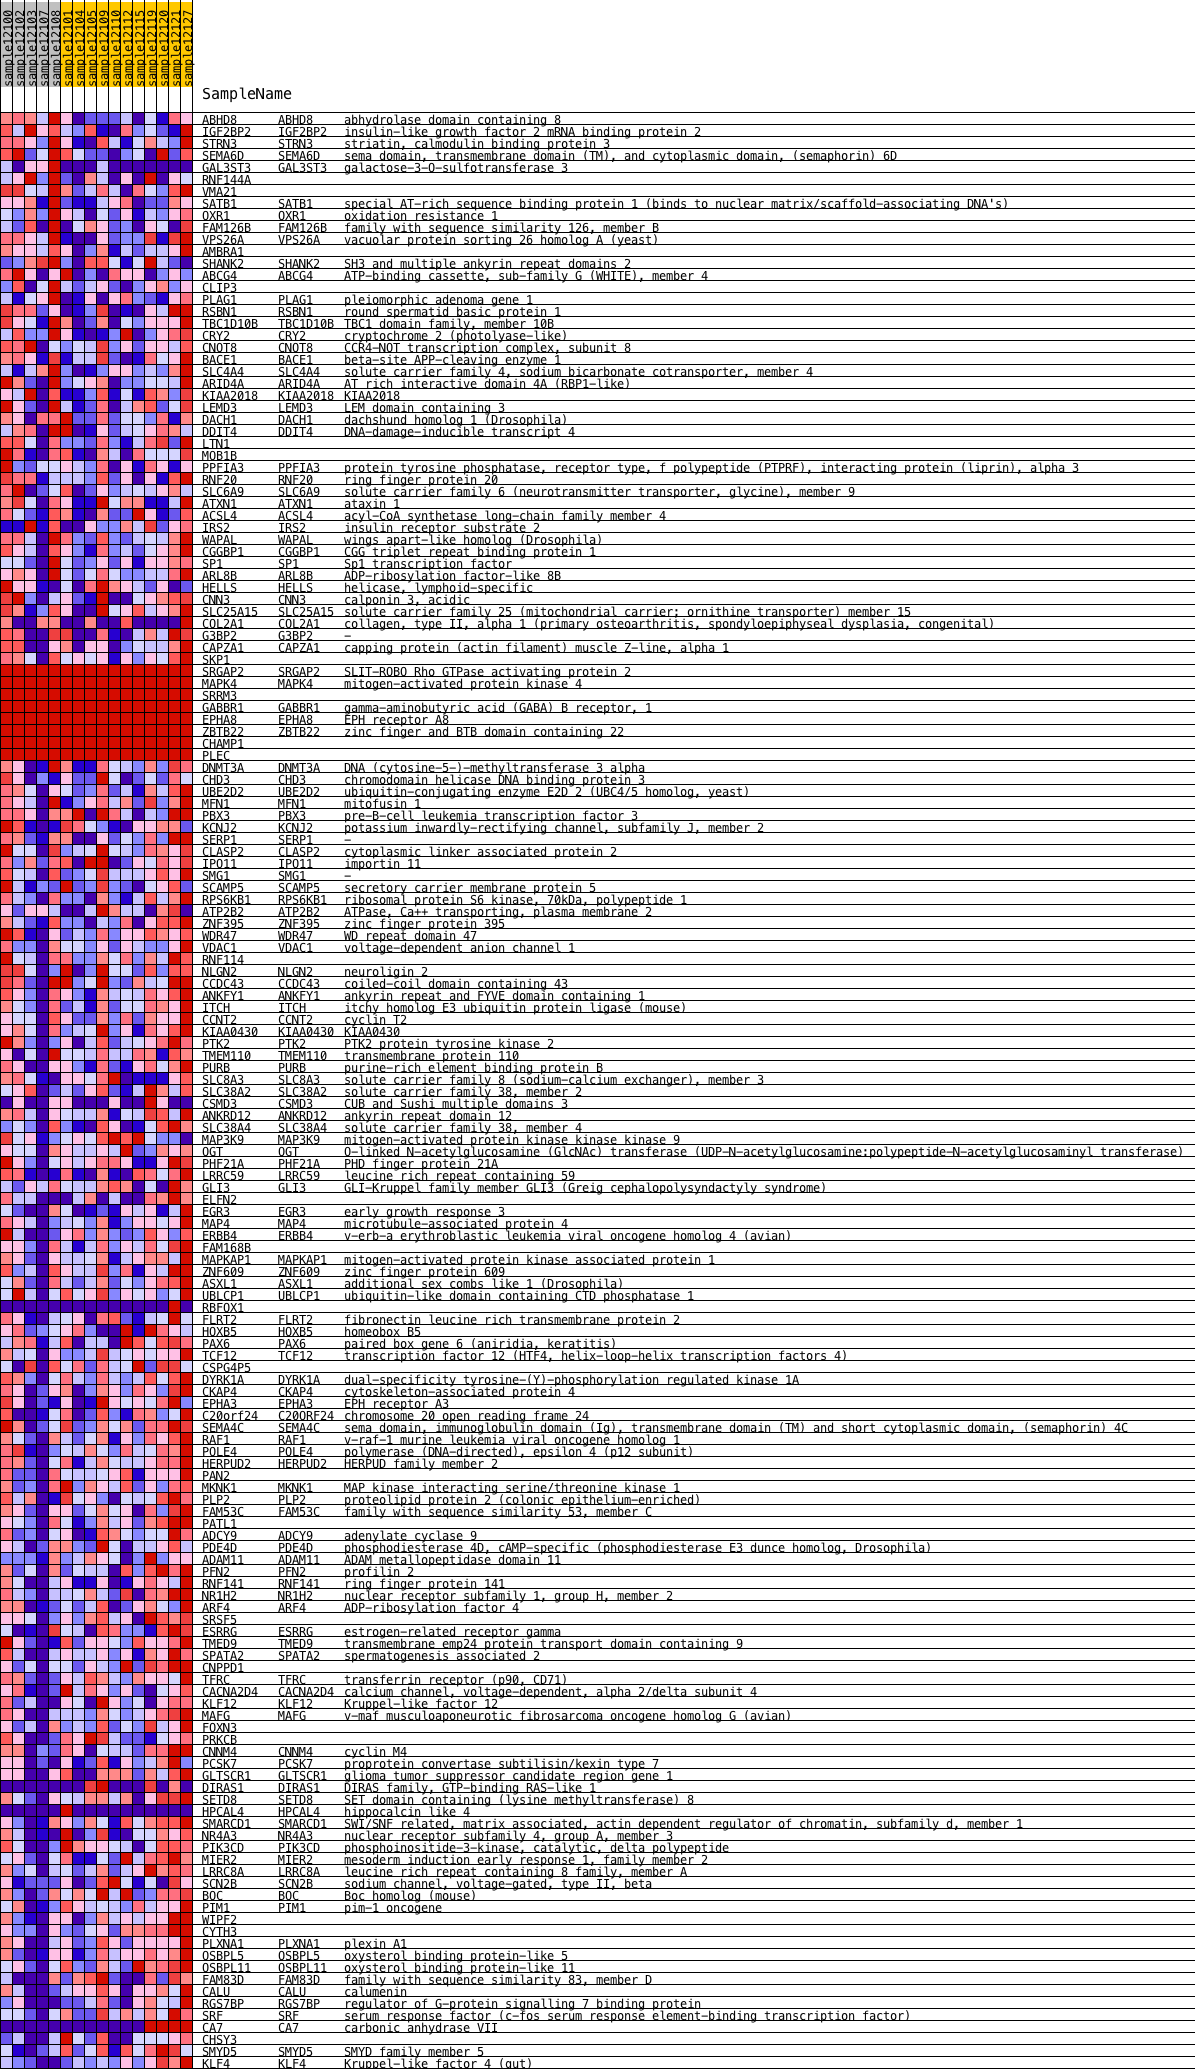 sample12100
sample12102
sample12103
sample12107
sample12108
sample12101
sample12104
sample12105
sample12109
sample12110
sample12112
sample12115
sample12119
sample12120
sample12121
sample12127
SampleName
ABHD8 ABHD8 abhydrolase domain containing 8
IGF2BP2 IGF2BP2 insulin-like growth factor 2 mRNA binding protein 2
STRN3 STRN3 striatin, calmodulin binding protein 3
SEMA6D SEMA6D sema domain, transmembrane domain (TM), and cytoplasmic domain, (semaphorin) 6D
GAL3ST3 GAL3ST3 galactose-3-O-sulfotransferase 3
RNF144A
VMA21
SATB1 SATB1 special AT-rich sequence binding protein 1 (binds to nuclear matrix/scaffold-associating DNA's)
OXR1 OXR1 oxidation resistance 1
FAM126B FAM126B family with sequence similarity 126, member B
VPS26A VPS26A vacuolar protein sorting 26 homolog A (yeast)
AMBRA1
SHANK2 SHANK2 SH3 and multiple ankyrin repeat domains 2
ABCG4 ABCG4 ATP-binding cassette, sub-family G (WHITE), member 4
CLIP3
PLAG1 PLAG1 pleiomorphic adenoma gene 1
RSBN1 RSBN1 round spermatid basic protein 1
TBC1D10B TBC1D10B TBC1 domain family, member 10B
CRY2 CRY2 cryptochrome 2 (photolyase-like)
CNOT8 CNOT8 CCR4-NOT transcription complex, subunit 8
BACE1 BACE1 beta-site APP-cleaving enzyme 1
SLC4A4 SLC4A4 solute carrier family 4, sodium bicarbonate cotransporter, member 4
ARID4A ARID4A AT rich interactive domain 4A (RBP1-like)
KIAA2018 KIAA2018 KIAA2018
LEMD3 LEMD3 LEM domain containing 3
DACH1 DACH1 dachshund homolog 1 (Drosophila)
DDIT4 DDIT4 DNA-damage-inducible transcript 4
LTN1
MOB1B
PPFIA3 PPFIA3 protein tyrosine phosphatase, receptor type, f polypeptide (PTPRF), interacting protein (liprin), alpha 3
RNF20 RNF20 ring finger protein 20
SLC6A9 SLC6A9 solute carrier family 6 (neurotransmitter transporter, glycine), member 9
ATXN1 ATXN1 ataxin 1
ACSL4 ACSL4 acyl-CoA synthetase long-chain family member 4
IRS2 IRS2 insulin receptor substrate 2
WAPAL WAPAL wings apart-like homolog (Drosophila)
CGGBP1 CGGBP1 CGG triplet repeat binding protein 1
SP1 SP1 Sp1 transcription factor
ARL8B ARL8B ADP-ribosylation factor-like 8B
HELLS HELLS helicase, lymphoid-specific
CNN3 CNN3 calponin 3, acidic
SLC25A15 SLC25A15 solute carrier family 25 (mitochondrial carrier; ornithine transporter) member 15
COL2A1 COL2A1 collagen, type II, alpha 1 (primary osteoarthritis, spondyloepiphyseal dysplasia, congenital)
G3BP2 G3BP2 -
CAPZA1 CAPZA1 capping protein (actin filament) muscle Z-line, alpha 1
SKP1
SRGAP2 SRGAP2 SLIT-ROBO Rho GTPase activating protein 2
MAPK4 MAPK4 mitogen-activated protein kinase 4
SRRM3
GABBR1 GABBR1 gamma-aminobutyric acid (GABA) B receptor, 1
EPHA8 EPHA8 EPH receptor A8
ZBTB22 ZBTB22 zinc finger and BTB domain containing 22
CHAMP1
PLEC
DNMT3A DNMT3A DNA (cytosine-5-)-methyltransferase 3 alpha
CHD3 CHD3 chromodomain helicase DNA binding protein 3
UBE2D2 UBE2D2 ubiquitin-conjugating enzyme E2D 2 (UBC4/5 homolog, yeast)
MFN1 MFN1 mitofusin 1
PBX3 PBX3 pre-B-cell leukemia transcription factor 3
KCNJ2 KCNJ2 potassium inwardly-rectifying channel, subfamily J, member 2
SERP1 SERP1 -
CLASP2 CLASP2 cytoplasmic linker associated protein 2
IPO11 IPO11 importin 11
SMG1 SMG1 -
SCAMP5 SCAMP5 secretory carrier membrane protein 5
RPS6KB1 RPS6KB1 ribosomal protein S6 kinase, 70kDa, polypeptide 1
ATP2B2 ATP2B2 ATPase, Ca++ transporting, plasma membrane 2
ZNF395 ZNF395 zinc finger protein 395
WDR47 WDR47 WD repeat domain 47
VDAC1 VDAC1 voltage-dependent anion channel 1
RNF114
NLGN2 NLGN2 neuroligin 2
CCDC43 CCDC43 coiled-coil domain containing 43
ANKFY1 ANKFY1 ankyrin repeat and FYVE domain containing 1
ITCH ITCH itchy homolog E3 ubiquitin protein ligase (mouse)
CCNT2 CCNT2 cyclin T2
KIAA0430 KIAA0430 KIAA0430
PTK2 PTK2 PTK2 protein tyrosine kinase 2
TMEM110 TMEM110 transmembrane protein 110
PURB PURB purine-rich element binding protein B
SLC8A3 SLC8A3 solute carrier family 8 (sodium-calcium exchanger), member 3
SLC38A2 SLC38A2 solute carrier family 38, member 2
CSMD3 CSMD3 CUB and Sushi multiple domains 3
ANKRD12 ANKRD12 ankyrin repeat domain 12
SLC38A4 SLC38A4 solute carrier family 38, member 4
MAP3K9 MAP3K9 mitogen-activated protein kinase kinase kinase 9
OGT OGT O-linked N-acetylglucosamine (GlcNAc) transferase (UDP-N-acetylglucosamine:polypeptide-N-acetylglucosaminyl transferase)
PHF21A PHF21A PHD finger protein 21A
LRRC59 LRRC59 leucine rich repeat containing 59
GLI3 GLI3 GLI-Kruppel family member GLI3 (Greig cephalopolysyndactyly syndrome)
ELFN2
EGR3 EGR3 early growth response 3
MAP4 MAP4 microtubule-associated protein 4
ERBB4 ERBB4 v-erb-a erythroblastic leukemia viral oncogene homolog 4 (avian)
FAM168B
MAPKAP1 MAPKAP1 mitogen-activated protein kinase associated protein 1
ZNF609 ZNF609 zinc finger protein 609
ASXL1 ASXL1 additional sex combs like 1 (Drosophila)
UBLCP1 UBLCP1 ubiquitin-like domain containing CTD phosphatase 1
RBFOX1
FLRT2 FLRT2 fibronectin leucine rich transmembrane protein 2
HOXB5 HOXB5 homeobox B5
PAX6 PAX6 paired box gene 6 (aniridia, keratitis)
TCF12 TCF12 transcription factor 12 (HTF4, helix-loop-helix transcription factors 4)
CSPG4P5
DYRK1A DYRK1A dual-specificity tyrosine-(Y)-phosphorylation regulated kinase 1A
CKAP4 CKAP4 cytoskeleton-associated protein 4
EPHA3 EPHA3 EPH receptor A3
C20orf24 C20ORF24 chromosome 20 open reading frame 24
SEMA4C SEMA4C sema domain, immunoglobulin domain (Ig), transmembrane domain (TM) and short cytoplasmic domain, (semaphorin) 4C
RAF1 RAF1 v-raf-1 murine leukemia viral oncogene homolog 1
POLE4 POLE4 polymerase (DNA-directed), epsilon 4 (p12 subunit)
HERPUD2 HERPUD2 HERPUD family member 2
PAN2
MKNK1 MKNK1 MAP kinase interacting serine/threonine kinase 1
PLP2 PLP2 proteolipid protein 2 (colonic epithelium-enriched)
FAM53C FAM53C family with sequence similarity 53, member C
PATL1
ADCY9 ADCY9 adenylate cyclase 9
PDE4D PDE4D phosphodiesterase 4D, cAMP-specific (phosphodiesterase E3 dunce homolog, Drosophila)
ADAM11 ADAM11 ADAM metallopeptidase domain 11
PFN2 PFN2 profilin 2
RNF141 RNF141 ring finger protein 141
NR1H2 NR1H2 nuclear receptor subfamily 1, group H, member 2
ARF4 ARF4 ADP-ribosylation factor 4
SRSF5
ESRRG ESRRG estrogen-related receptor gamma
TMED9 TMED9 transmembrane emp24 protein transport domain containing 9
SPATA2 SPATA2 spermatogenesis associated 2
CNPPD1
TFRC TFRC transferrin receptor (p90, CD71)
CACNA2D4 CACNA2D4 calcium channel, voltage-dependent, alpha 2/delta subunit 4
KLF12 KLF12 Kruppel-like factor 12
MAFG MAFG v-maf musculoaponeurotic fibrosarcoma oncogene homolog G (avian)
FOXN3
PRKCB
CNNM4 CNNM4 cyclin M4
PCSK7 PCSK7 proprotein convertase subtilisin/kexin type 7
GLTSCR1 GLTSCR1 glioma tumor suppressor candidate region gene 1
DIRAS1 DIRAS1 DIRAS family, GTP-binding RAS-like 1
SETD8 SETD8 SET domain containing (lysine methyltransferase) 8
HPCAL4 HPCAL4 hippocalcin like 4
SMARCD1 SMARCD1 SWI/SNF related, matrix associated, actin dependent regulator of chromatin, subfamily d, member 1
NR4A3 NR4A3 nuclear receptor subfamily 4, group A, member 3
PIK3CD PIK3CD phosphoinositide-3-kinase, catalytic, delta polypeptide
MIER2 MIER2 mesoderm induction early response 1, family member 2
LRRC8A LRRC8A leucine rich repeat containing 8 family, member A
SCN2B SCN2B sodium channel, voltage-gated, type II, beta
BOC BOC Boc homolog (mouse)
PIM1 PIM1 pim-1 oncogene
WIPF2
CYTH3
PLXNA1 PLXNA1 plexin A1
OSBPL5 OSBPL5 oxysterol binding protein-like 5
OSBPL11 OSBPL11 oxysterol binding protein-like 11
FAM83D FAM83D family with sequence similarity 83, member D
CALU CALU calumenin
RGS7BP RGS7BP regulator of G-protein signalling 7 binding protein
SRF SRF serum response factor (c-fos serum response element-binding transcription factor)
CA7 CA7 carbonic anhydrase VII
CHSY3
SMYD5 SMYD5 SMYD family member 5
KLF4 KLF4 Kruppel-like factor 4 (gut)